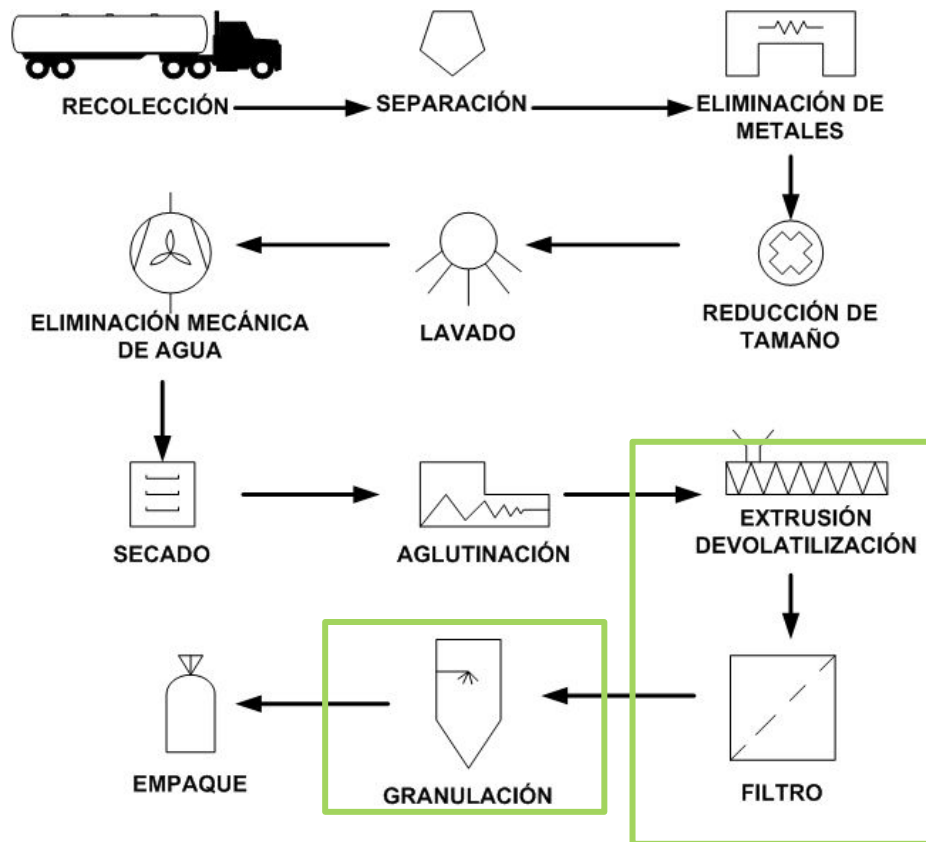 RECOLECCIÓN
SEPARACIÓN
ELIMINACIÓN DE
METALES
REDUCCIÓN DE
TAMAÑO
LAVADO
ELIMINACIÓN MECÁNICA
DE AGUA
SECADO
AGLUTINACIÓN
EXTRUSIÓN
DEVOLATILIZACIÓN
FILTRO
GRANULACIÓN
EMPAQUE